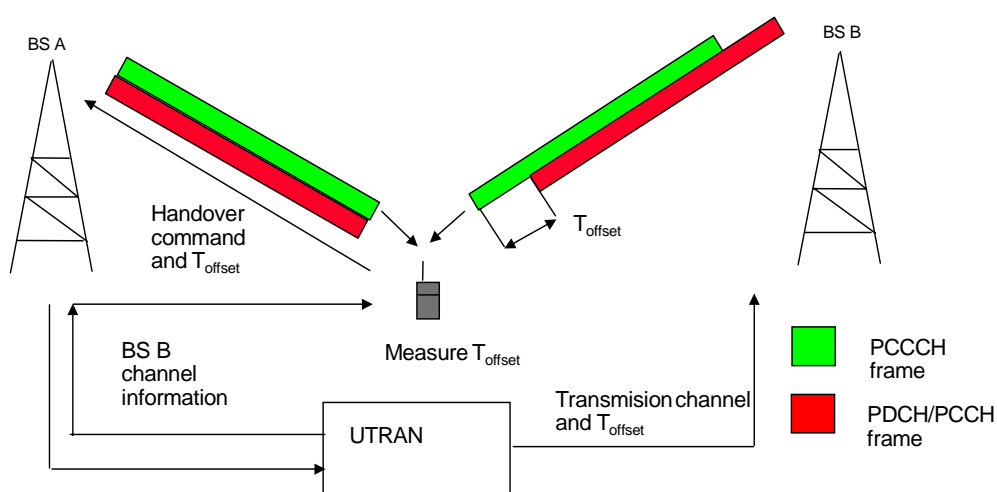 BS A
BS B
Handover
command
and Toffset
Toffset
Measure Toffset
BS B
channel
information
UTRAN
Transmision channel
and Toffset
PCCCH
frame
PDCH/PCCH
frame